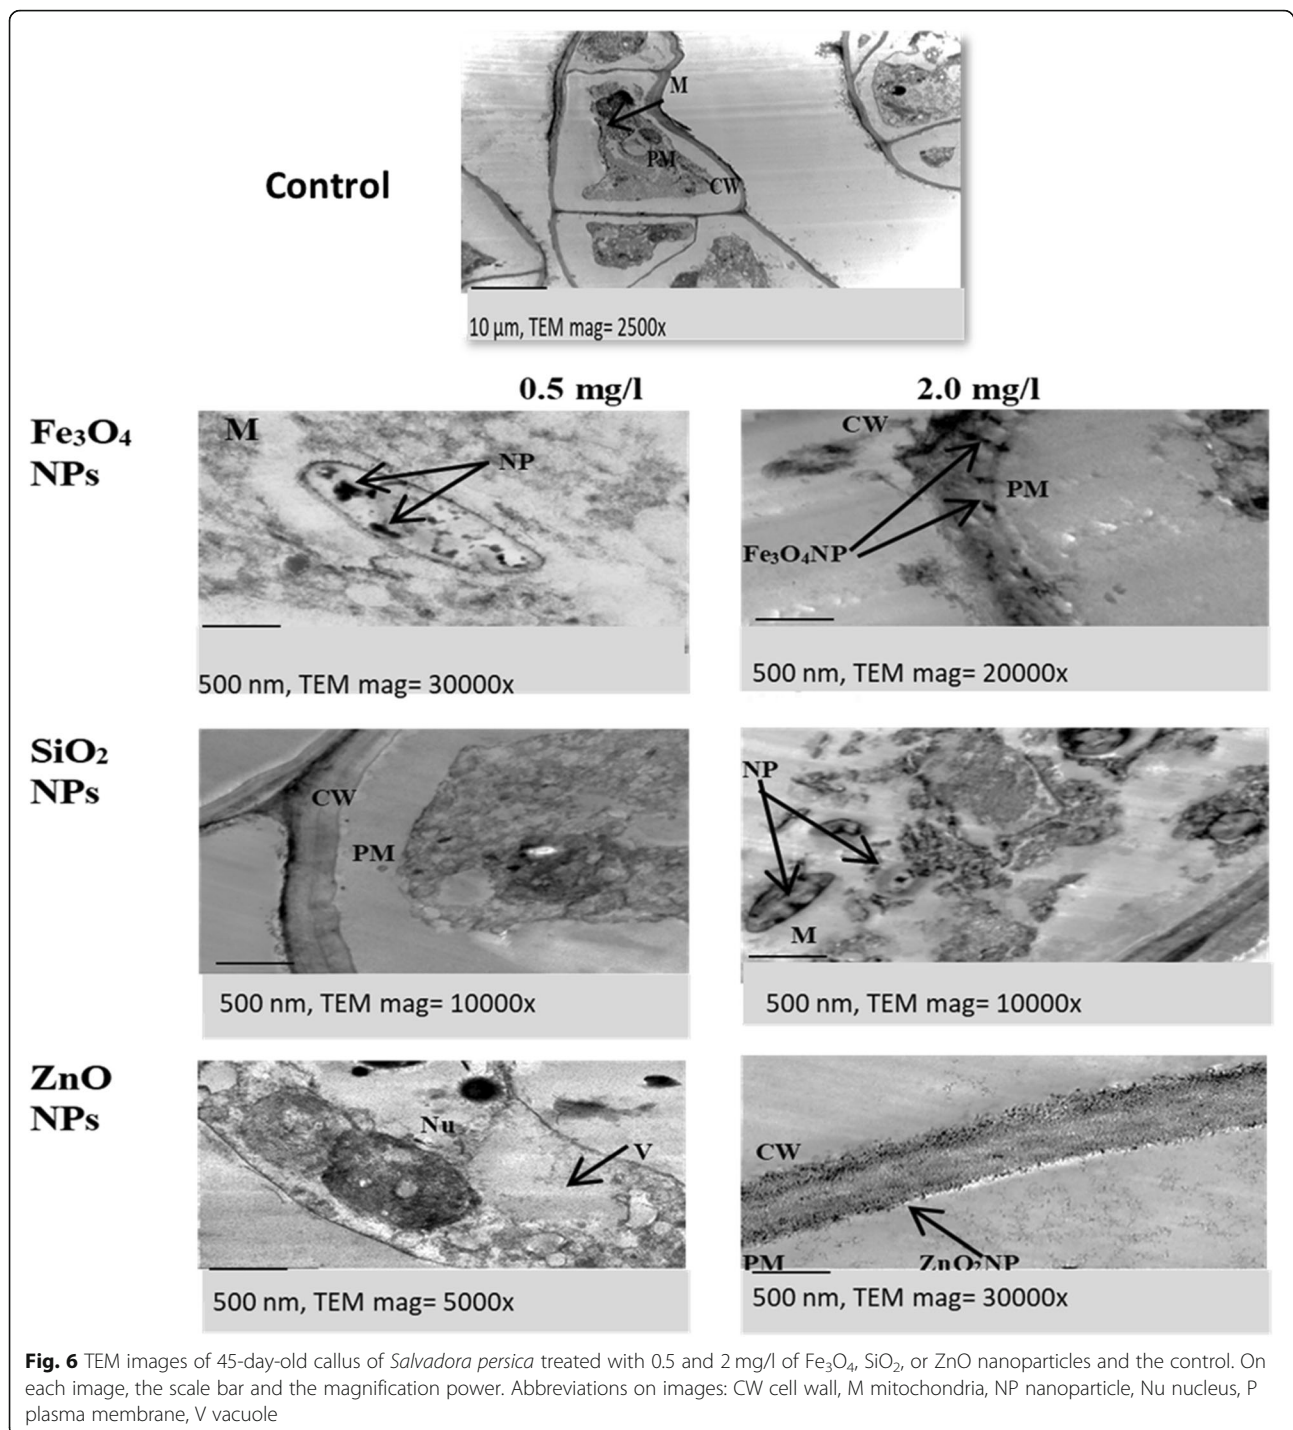 Control
M
PM
CW
10 µm, TEM mag= 2500x
0.5 mg/l
2.0 mg/l
Fe₃O₄
NPs
M
NP
500 nm, TEM mag= 30000x
CW
PM
Fe₃O₄NP
500 nm, TEM mag= 20000x
SiO₂
NPs
CW
PM
500 nm, TEM mag= 10000x
NP
M
500 nm, TEM mag= 10000x
ZnO
NPs
Nu
V
500 nm, TEM mag= 5000x
CW
PM
ZnO₂NP
500 nm, TEM mag= 30000x
Fig. 6 TEM images of 45-day-old callus of Salvadora persica treated with 0.5 and 2 mg/l of Fe₃O₄, SiO₂, or ZnO nanoparticles and the control. On
each image, the scale bar and the magnification power. Abbreviations on images: CW cell wall, M mitochondria, NP nanoparticle, Nu nucleus, P
plasma membrane, V vacuole